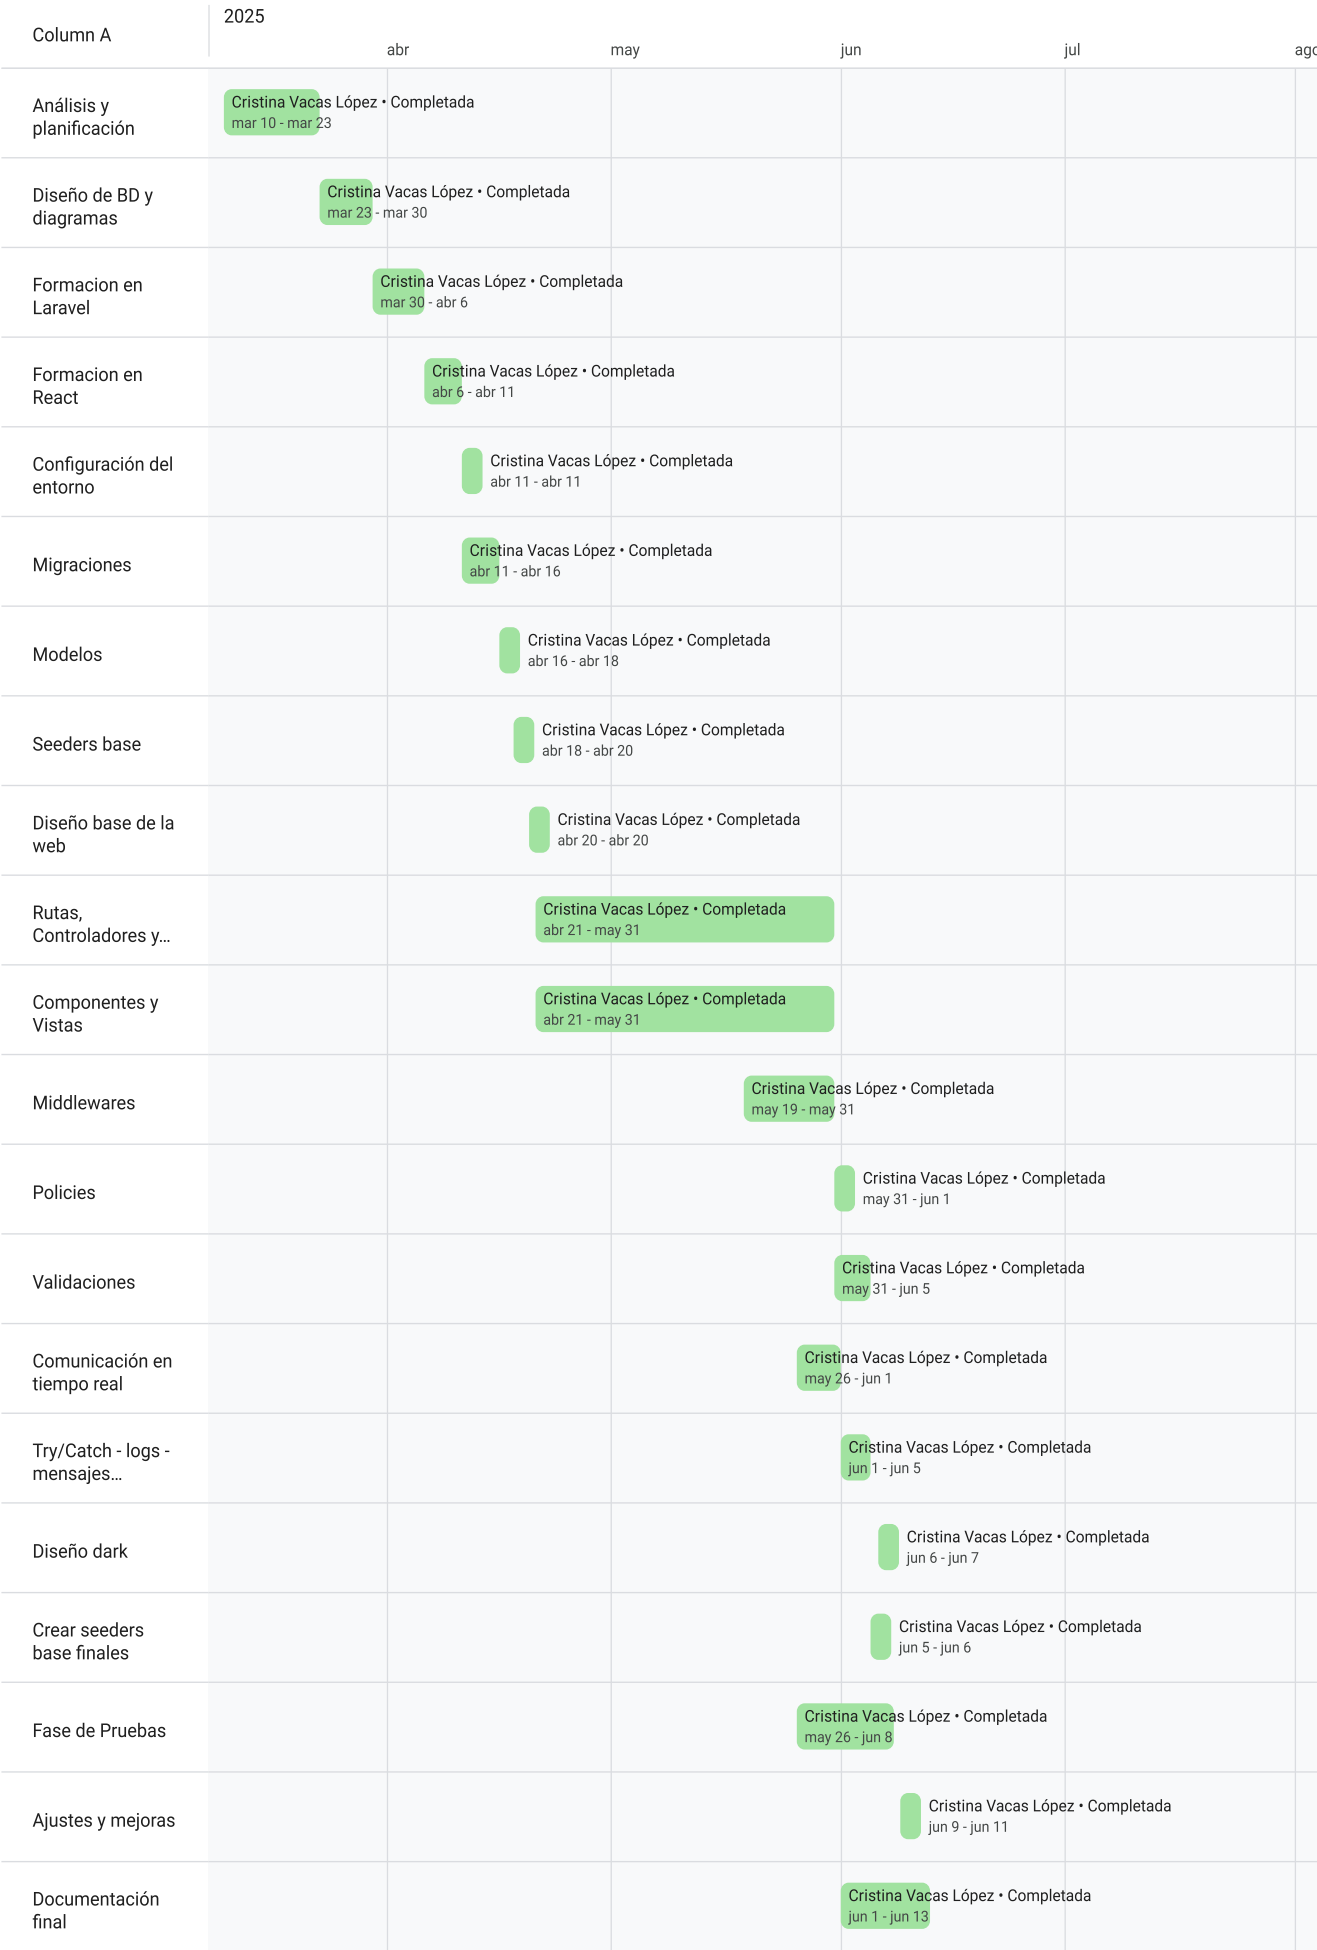 2025
Column A
abr
may
jun
jul
ago
Análisis y
planificación
Cristina Vacas López • Completada
mar 10 - mar 23
Diseño de BD y
diagramas
Cristina Vacas López • Completada
mar 23 - mar 30
Formacion en
Laravel
Cristina Vacas López • Completada
mar 30 - abr 6
Formacion en
React
Cristina Vacas López • Completada
abr 6 - abr 11
Configuración del
entorno
Cristina Vacas López • Completada
abr 11 - abr 11
Migraciones
Cristina Vacas López • Completada
abr 11 - abr 16
Modelos
Cristina Vacas López • Completada
abr 16 - abr 18
Seeders base
Cristina Vacas López • Completada
abr 18 - abr 20
Diseño base de la
web
Cristina Vacas López • Completada
abr 20 - abr 20
Rutas,
Controladores y...
Cristina Vacas López • Completada
abr 21 - may 31
Componentes y
Vistas
Cristina Vacas López • Completada
abr 21 - may 31
Middlewares
Cristina Vacas López • Completada
may 19 - may 31
Policies
Cristina Vacas López • Completada
may 31 - jun 1
Validaciones
Cristina Vacas López • Completada
may 31 - jun 5
Comunicación en
tiempo real
Cristina Vacas López • Completada
may 26 - jun 1
Try/Catch - logs -
mensajes...
Cristina Vacas López • Completada
jun 1 - jun 5
Diseño dark
Cristina Vacas López • Completada
jun 6 - jun 7
Crear seeders
base finales
Cristina Vacas López • Completada
jun 5 - jun 6
Fase de Pruebas
Cristina Vacas López • Completada
may 26 - jun 8
Ajustes y mejoras
Cristina Vacas López • Completada
jun 9 - jun 11
Documentación
final
Cristina Vacas López • Completada
jun 1 - jun 13